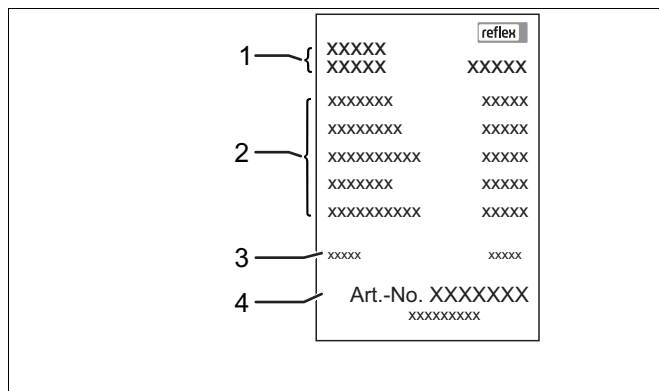 reflex
1
XXXXX
XXXXX XXXXX
2
xxxxxxx xxxxx
xxxxxxxx xxxxx
xxxxxxxxxx xxxxx
xxxxxxx xxxxx
xxxxxxxxxx xxxxx
3 xxxxx xxxxx
4 Art.-No. XXXXXXX
xxxxxxxxx